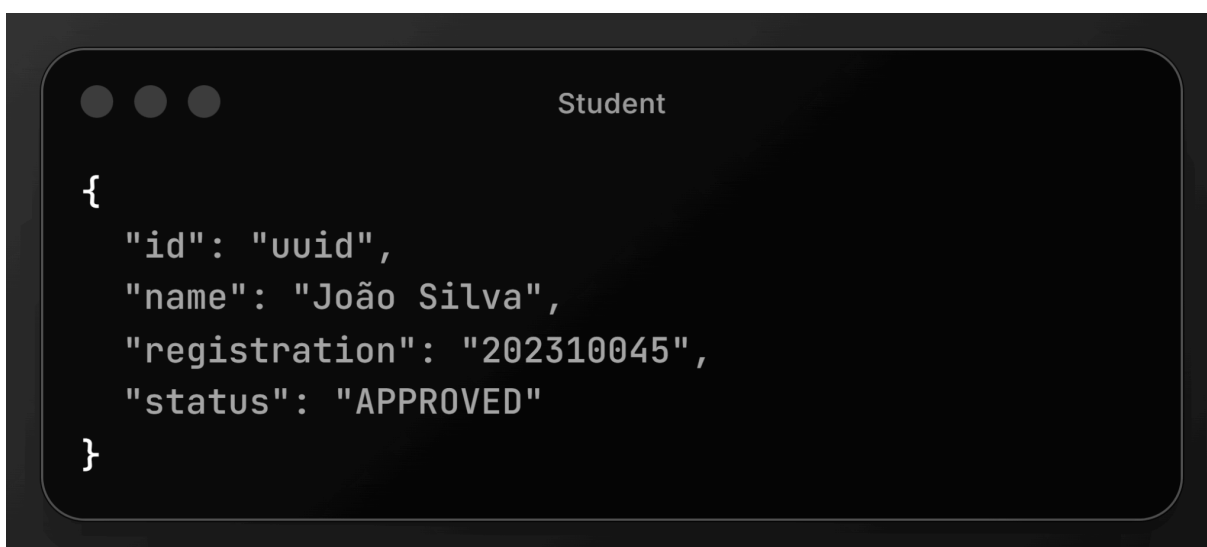 Student
{
"id": "uuid",
"name": "João Silva",
"registration": "202310045",
"status": "APPROVED"
}